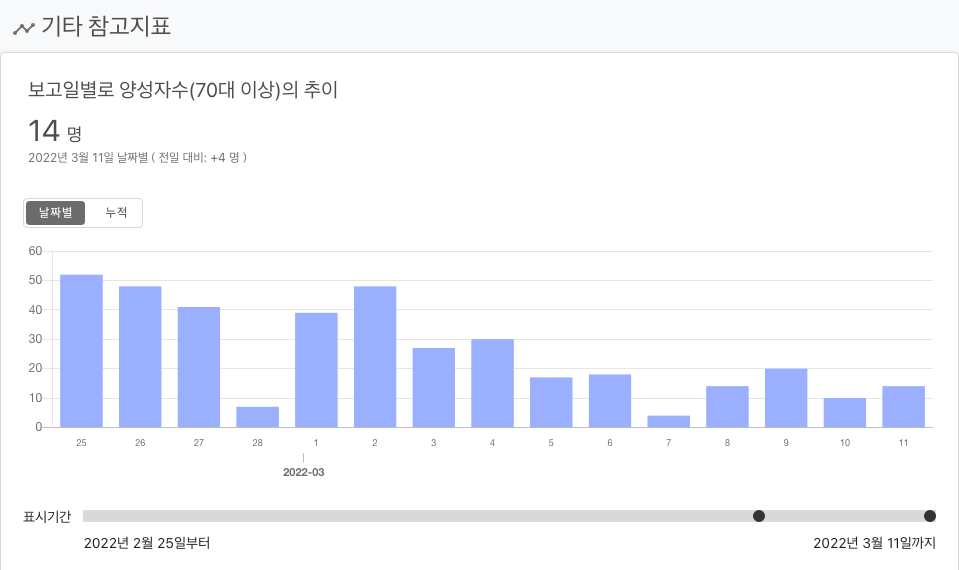 기타 참고지표
보고일별로 양성자수(70대 이상)의 추이
14 명
2022년 3월 11일 날짜별 ( 전일 대비: +4 명 )
날짜별 누적
60
50
40
30
20
10
0
25 26 27 28 1 2 3 4 5 6 7 8 9 10 11
2022-03
표시기간
2022년 2월 25일부터 2022년 3월 11일까지